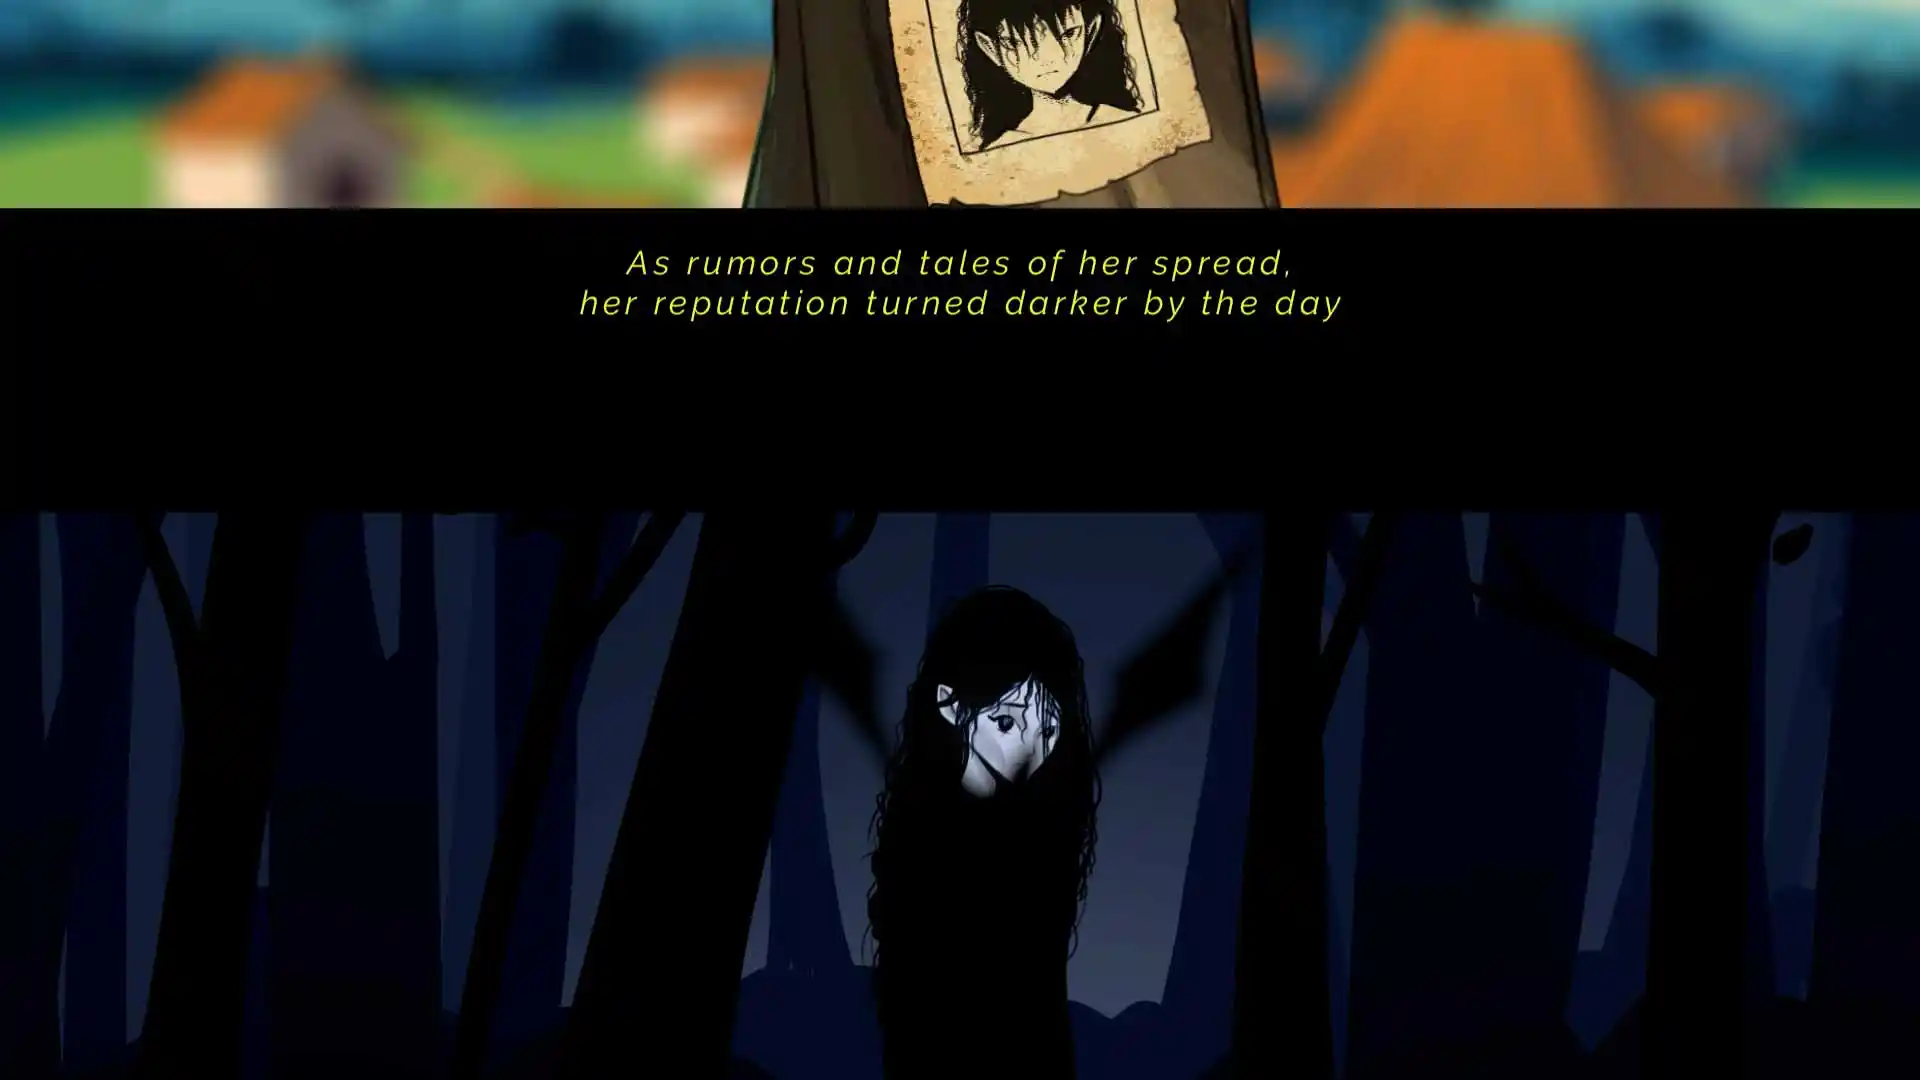 As rumors and tales of her spread,
her reputation turned darker by the day